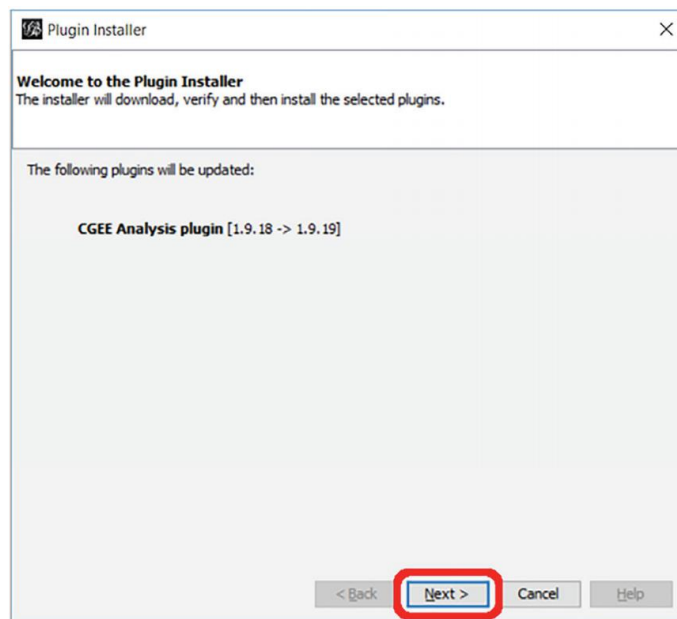 Plugin Installer
Welcome to the Plugin Installer
The installer will download, verify and then install the selected plugins.
The following plugins will be updated:
CGEE Analysis plugin [1.9.18 -> 1.9.19]
< Back Next > Cancel Help